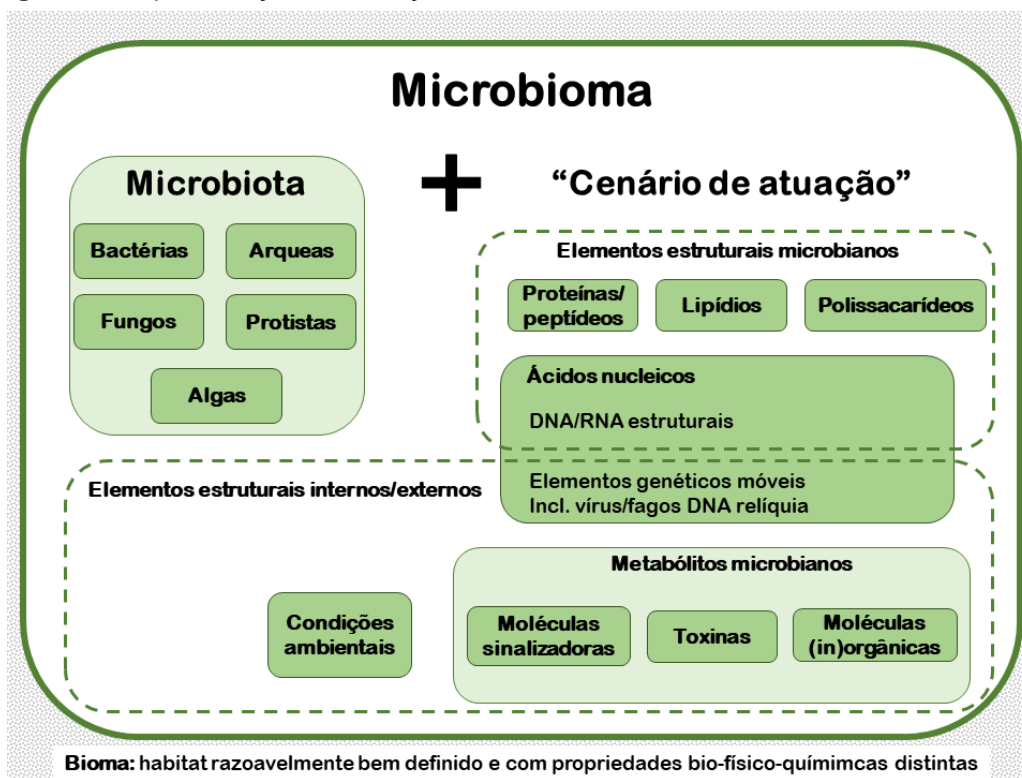 Microbioma
Microbiota
+
“Cenário de atuação”
Bactérias
Arqueas
Fungos
Protistas
Algas
Elementos estruturais microbianos
Proteínas/
peptídeos
Lipídios
Polissacarídeos
Ácidos nucleicos
DNA/RNA estruturais
Elementos genéticos móveis
Incl. vírus/fagos DNA relíquia
Elementos estruturais internos/externos
Condições
ambientais
Metabólitos microbianos
Moléculas
sinalizadoras
Toxinas
Moléculas
(in)orgânicas
Bioma: habitat razoavelmente bem definido e com propriedades bio-físico-químimcas distintas